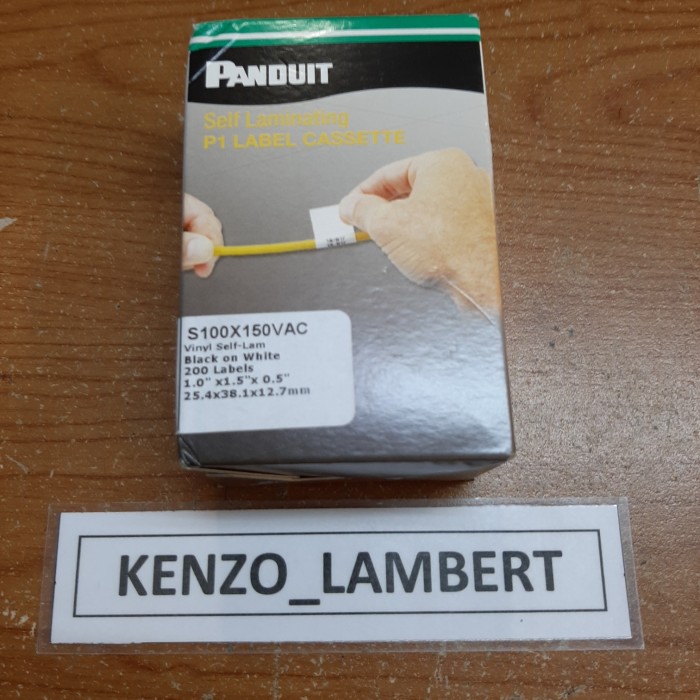 PANDUIT
Self Laminating
P1 LABEL CASSETTE
S100X150VAC
Vinyl Self-Lam
Black on White
200 Labels
1.0" x1.5"x 0.5"
25.4x38.1x12.7mm
KENZO_LAMBERT